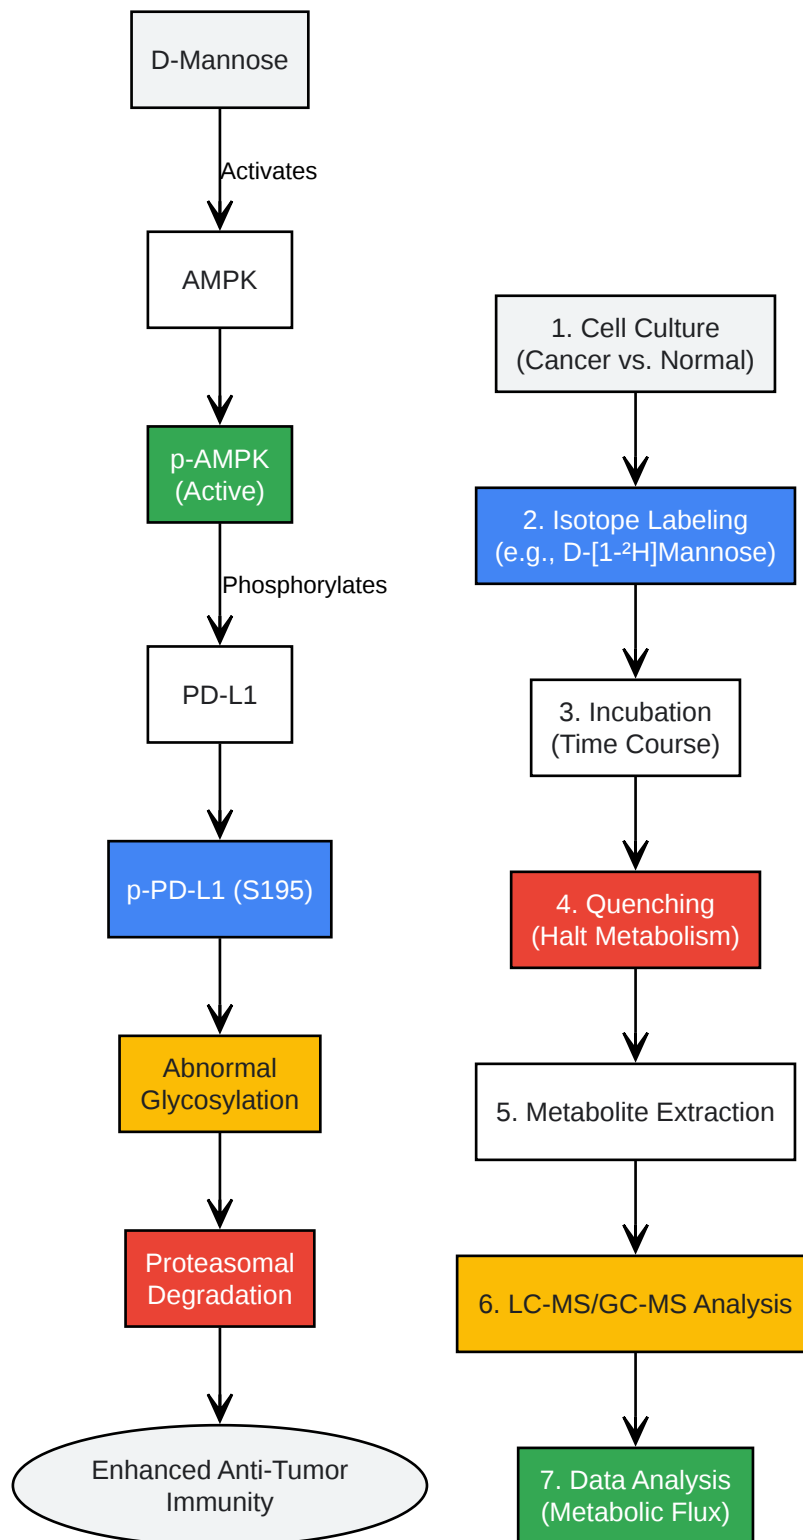 D-Mannose
Activates
AMPK
p-AMPK
(Active)
Phosphorylates
PD-L1
p-PD-L1 (S195)
Abnormal
Glycosylation
Proteasomal
Degradation
Enhanced Anti-Tumor
Immunity
1. Cell Culture
(Cancer vs. Normal)
2. Isotope Labeling
(e.g., D-[1-²H]Mannose)
3. Incubation
(Time Course)
4. Quenching
(Halt Metabolism)
5. Metabolite Extraction
6. LC-MS/GC-MS Analysis
7. Data Analysis
(Metabolic Flux)